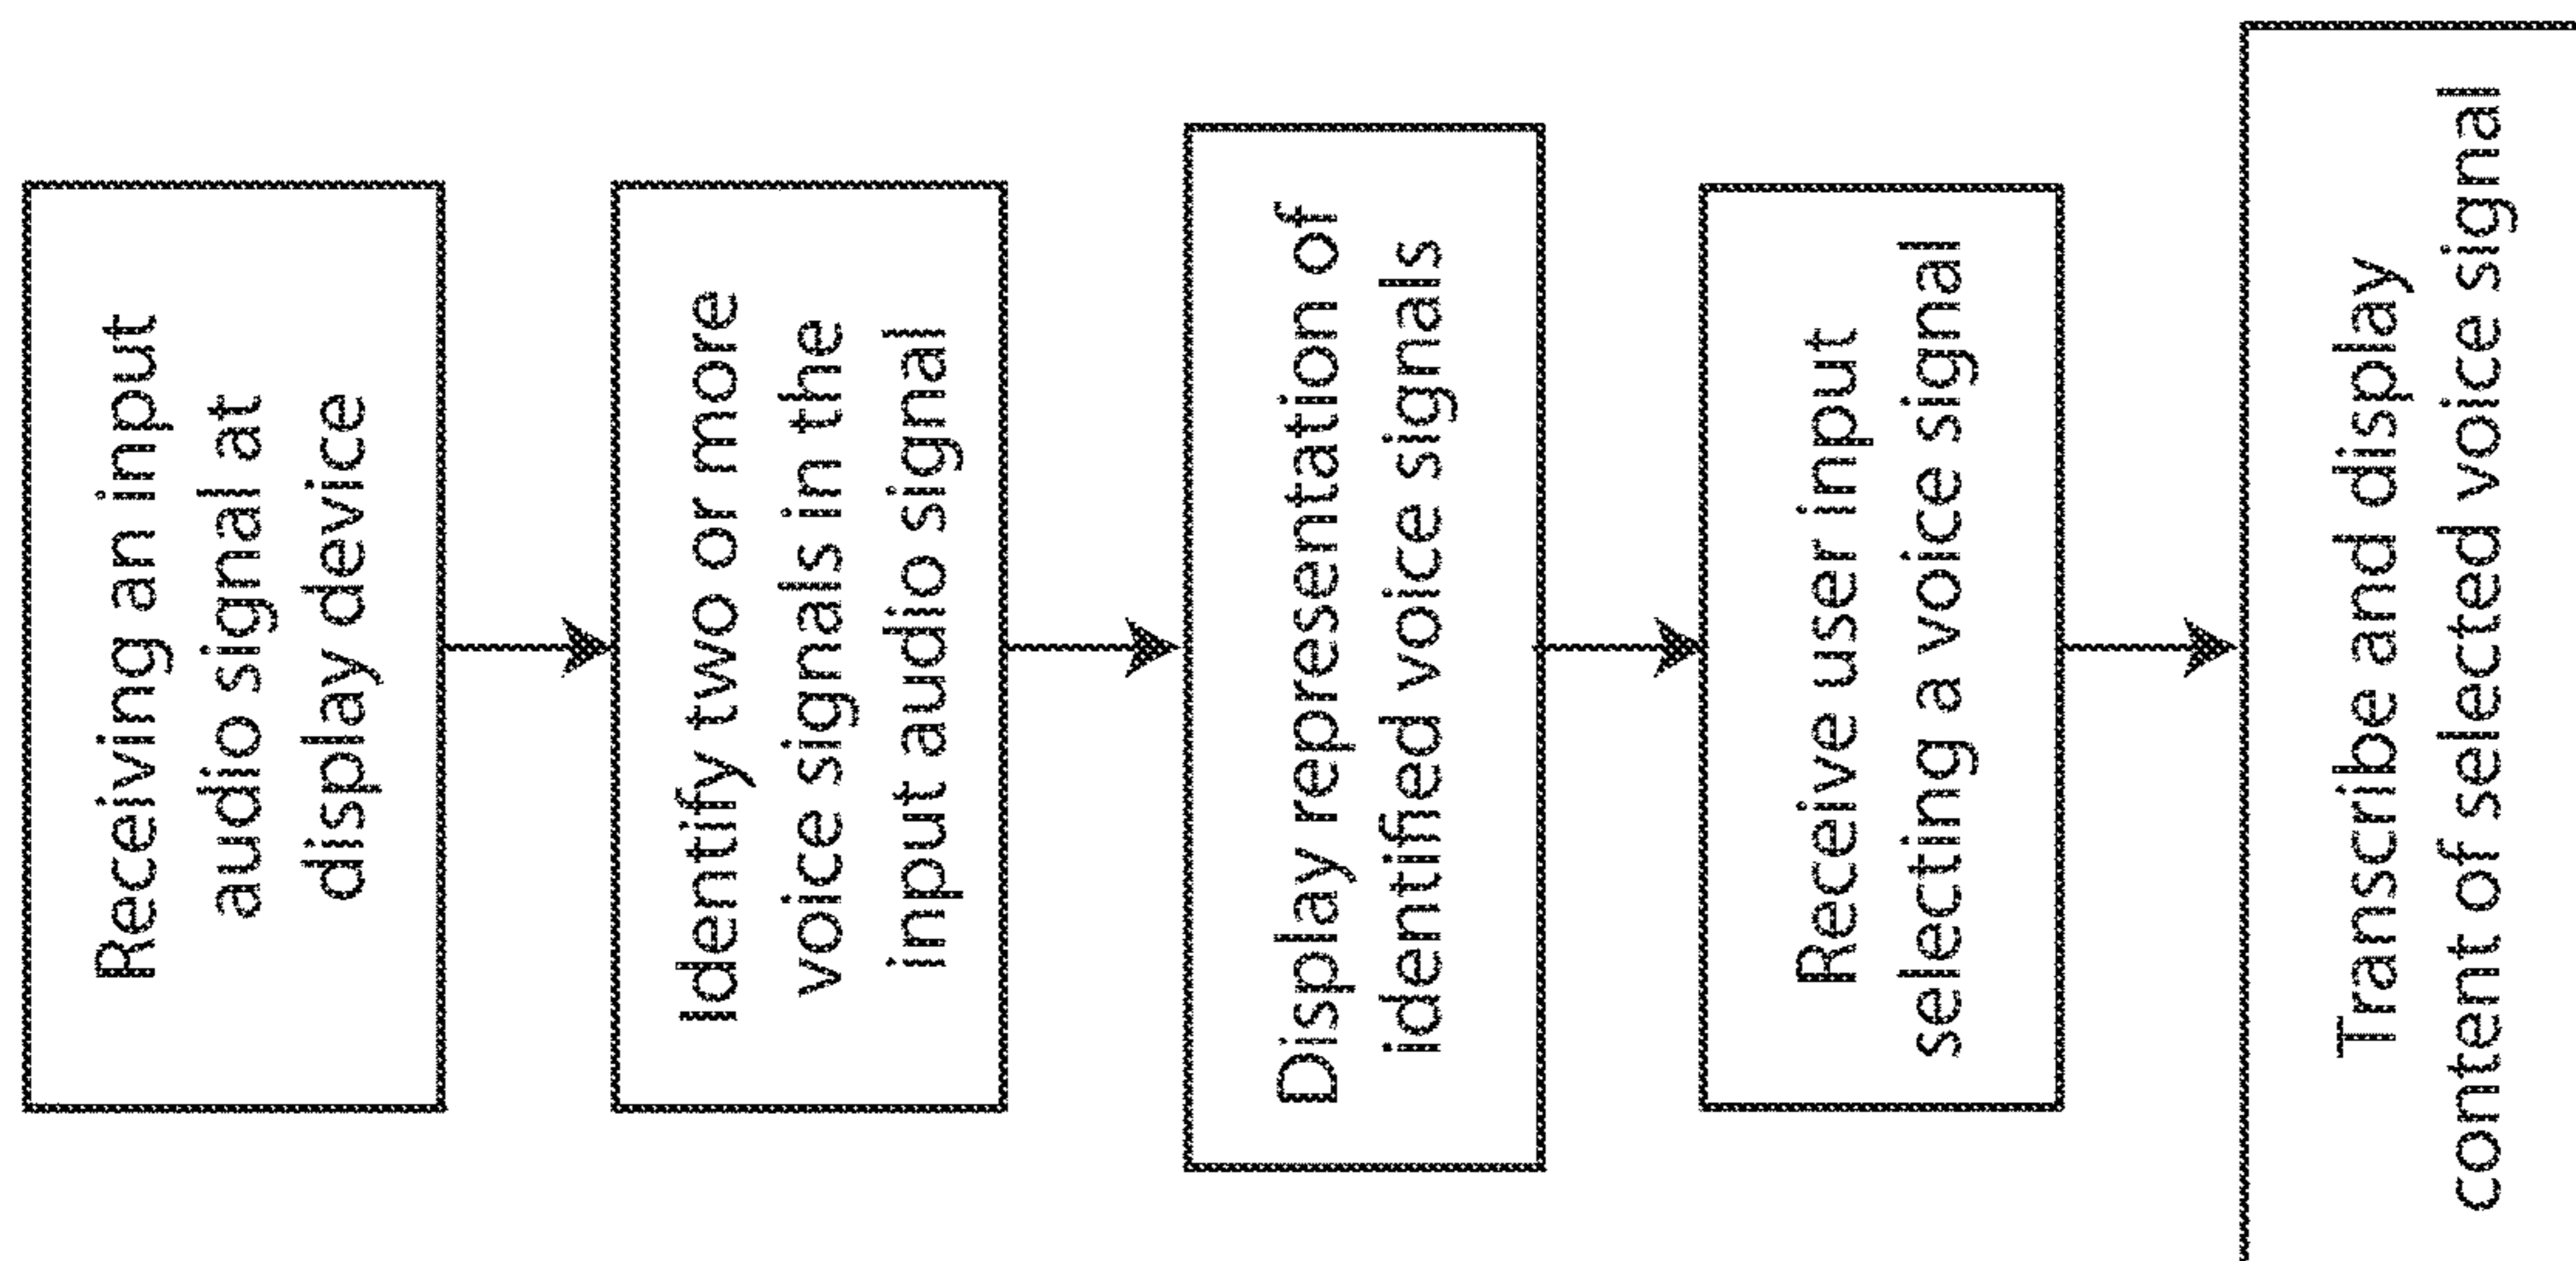 Receiving an input
audio signal at
display device
Identify two or more
voice signals in the
input audio signal
Display representation of
identified voice signals
Receive user input
selecting a voice signal
Transcribe and display
content of selected voice signal